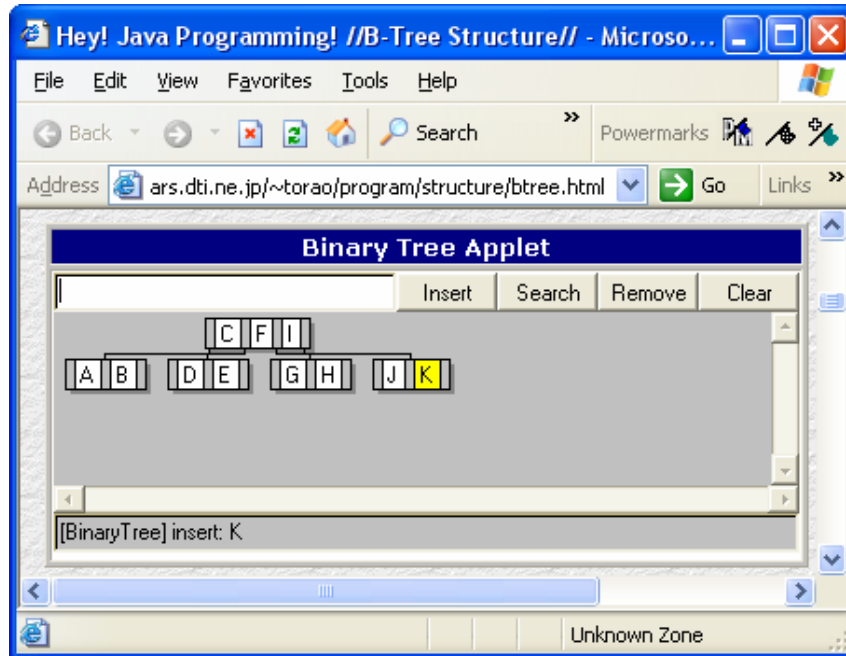 Hey! Java Programming! //B-Tree Structure// - Microso...
File Edit View Favorites Tools Help
Back Search » Powermarks
Address ars.dti.ne.jp/~torao/program/structure/btree.html Go Links »
Binary Tree Applet
Insert Search Remove Clear
C F I
A B D E G H J K
[BinaryTree] insert: K
Unknown Zone